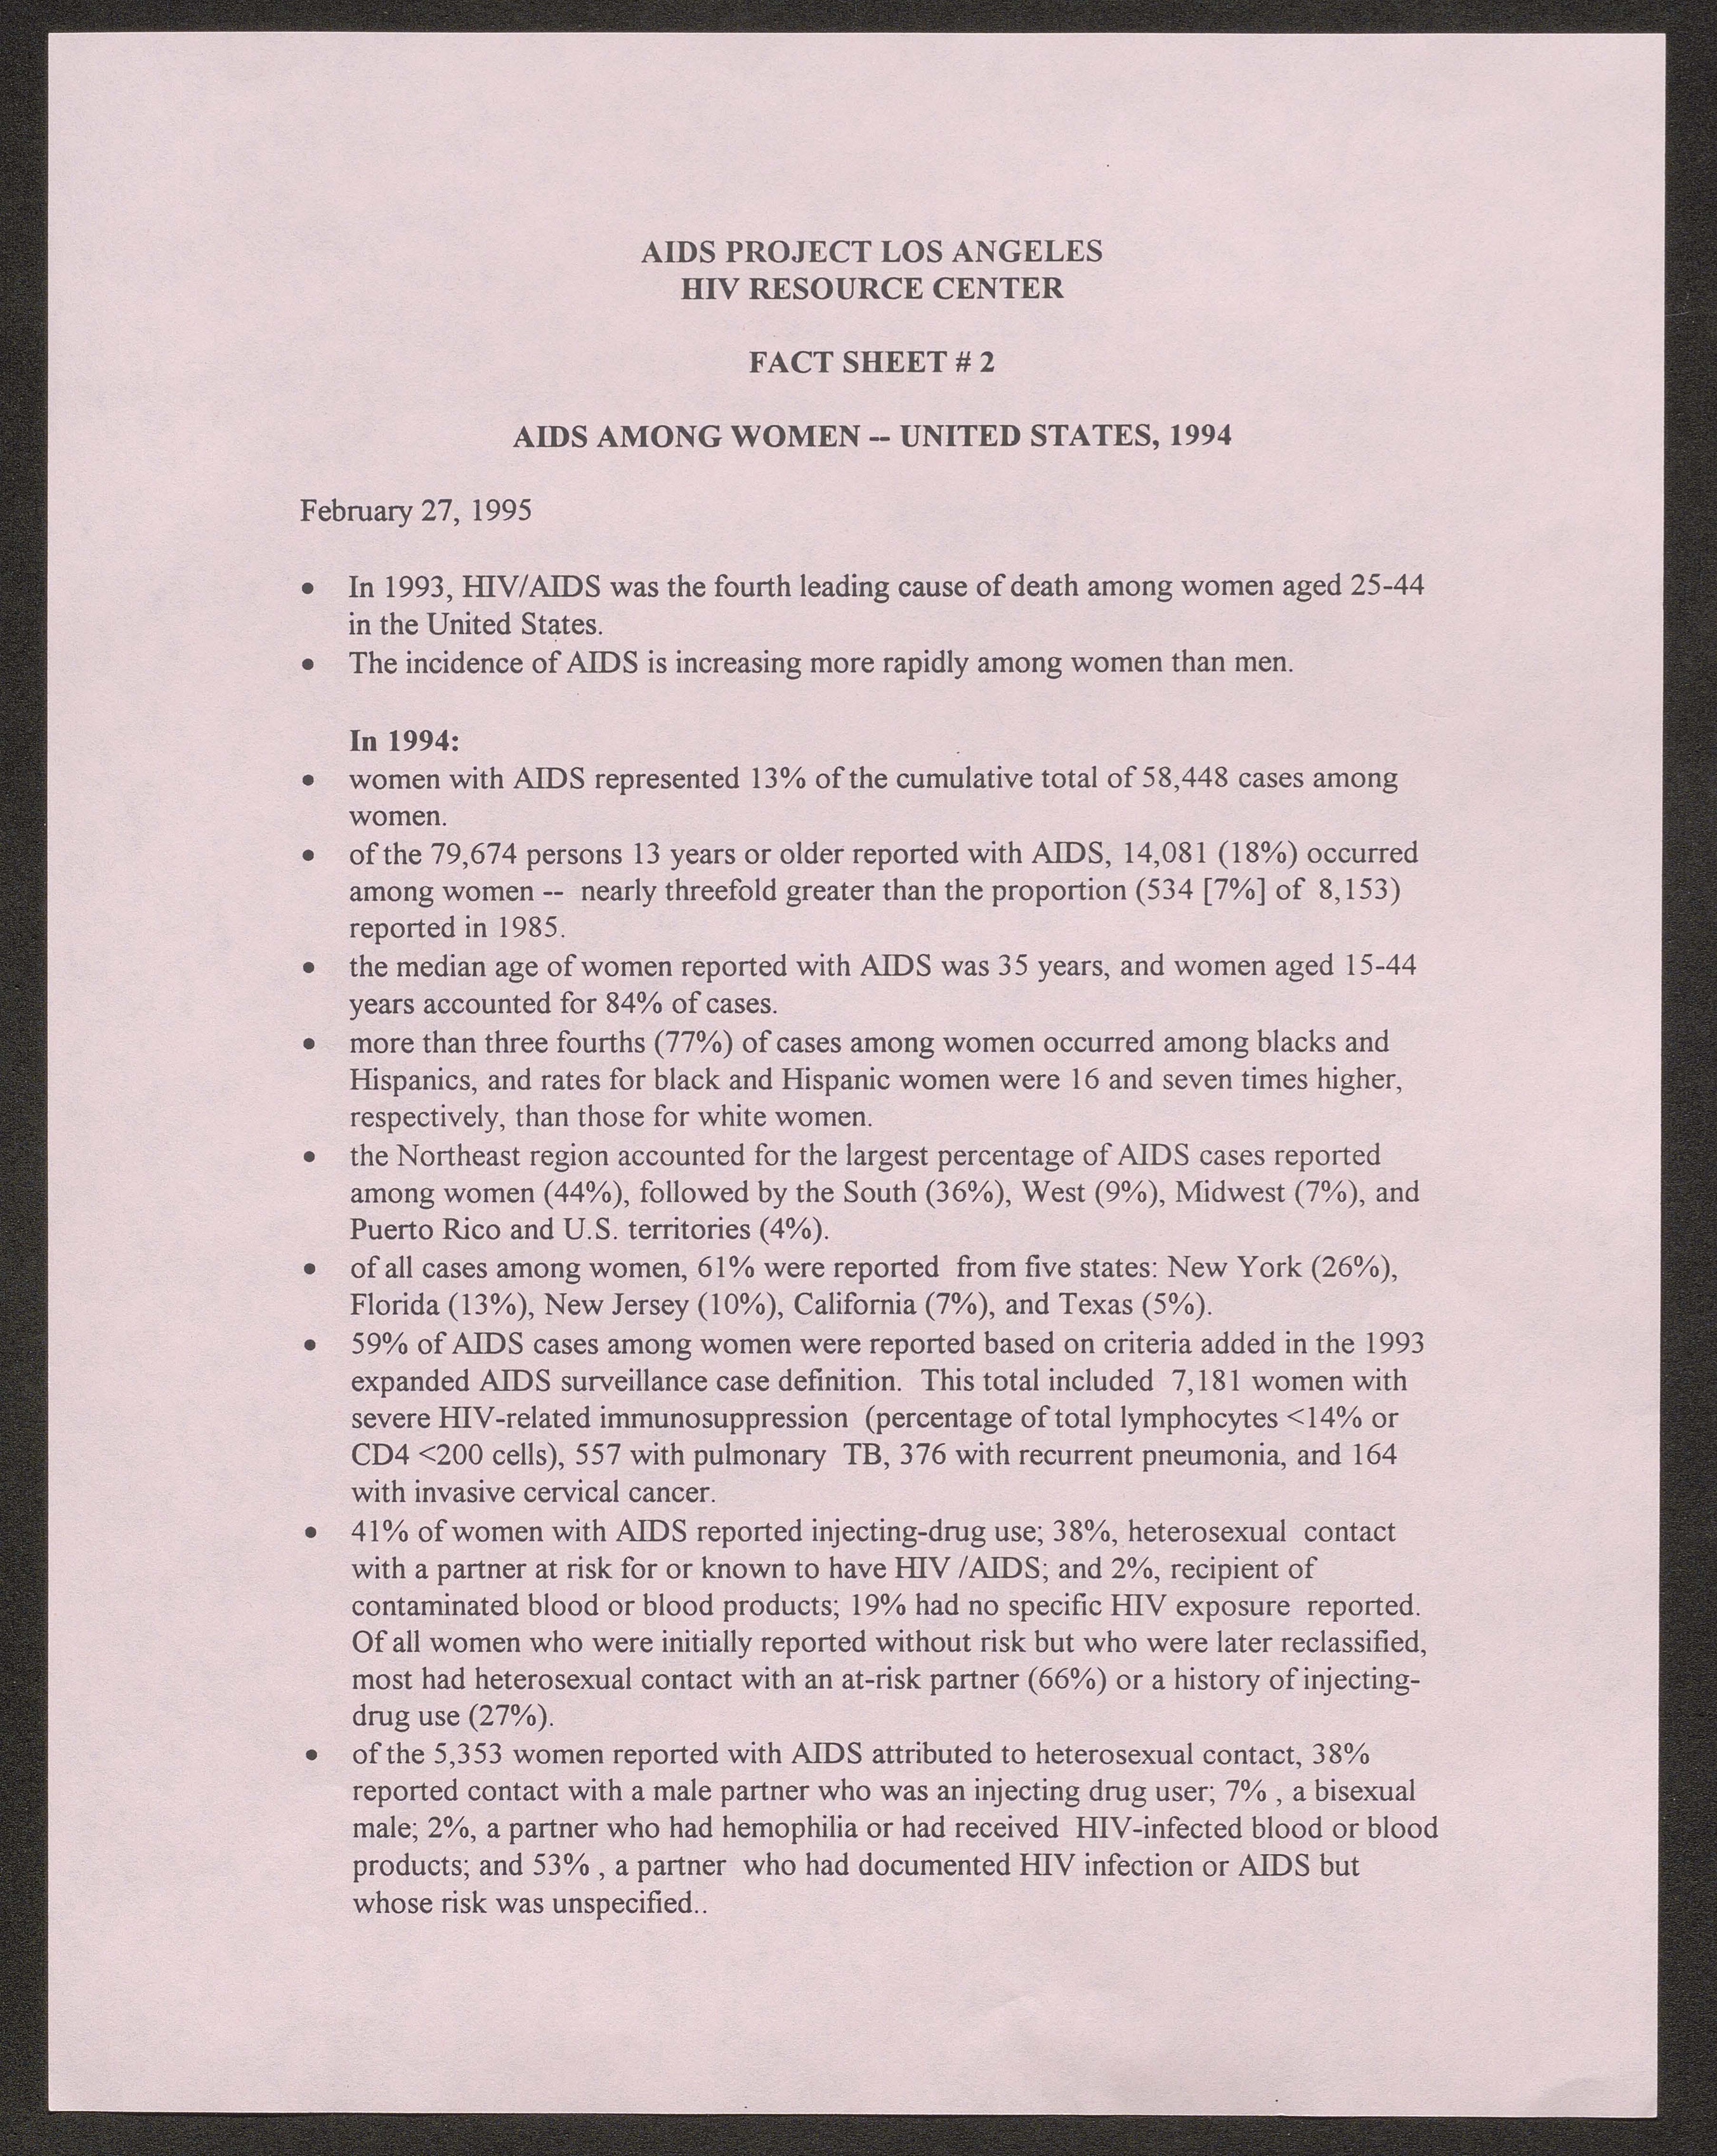 AIDS PROJECT LOS ANGELES
HIV RESOURCE CENTER
FACT SHEET # 2
AIDS AMONG WOMEN -- UNITED STATES, 1994
February 27, 1995
• In 1993, HIV/AIDS was the fourth leading cause of death among women aged 25-44
in the United States.
• The incidence of AIDS is increasing more rapidly among women than men.
In 1994:
• women with AIDS represented 13% of the cumulative total of 58,448 cases among
women.
• of the 79,674 persons 13 years or older reported with AIDS, 14,081 (18%) occurred
among women -- nearly threefold greater than the proportion (534 [7%] of 8,153)
reported in 1985.
• the median age of women reported with AIDS was 35 years, and women aged 15-44
years accounted for 84% of cases.
• more than three fourths (77%) of cases among women occurred among blacks and
Hispanics, and rates for black and Hispanic women were 16 and seven times higher,
respectively, than those for white women.
• the Northeast region accounted for the largest percentage of AIDS cases reported
among women (44%), followed by the South (36%), West (9%), Midwest (7%), and
Puerto Rico and U.S. territories (4%).
• of all cases among women, 61% were reported from five states: New York (26%),
Florida (13%), New Jersey (10%), California (7%), and Texas (5%).
• 59% of AIDS cases among women were reported based on criteria added in the 1993
expanded AIDS surveillance case definition. This total included 7,181 women with
severe HIV-related immunosuppression (percentage of total lymphocytes <14% or
CD4 <200 cells), 557 with pulmonary TB, 376 with recurrent pneumonia, and 164
with invasive cervical cancer.
• 41% of women with AIDS reported injecting-drug use; 38%, heterosexual contact
with a partner at risk for or known to have HIV /AIDS; and 2%, recipient of
contaminated blood or blood products; 19% had no specific HIV exposure reported.
Of all women who were initially reported without risk but who were later reclassified,
most had heterosexual contact with an at-risk partner (66%) or a history of injecting-
drug use (27%).
• of the 5,353 women reported with AIDS attributed to heterosexual contact, 38%
reported contact with a male partner who was an injecting drug user; 7% , a bisexual
male; 2%, a partner who had hemophilia or had received HIV-infected blood or blood
products; and 53% , a partner who had documented HIV infection or AIDS but
whose risk was unspecified..